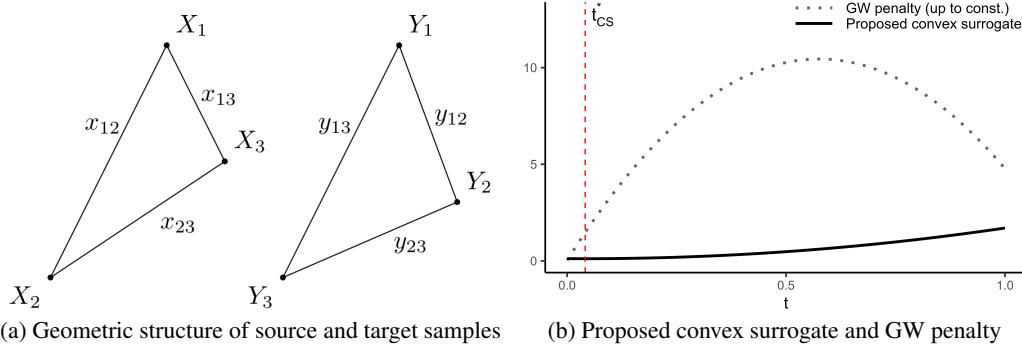 X1
Y1
x13
x12
y13
y12
X3
Y2
x23
y23
X2
Y3
(a) Geometric structure of source and target samples
GW penalty (up to const.)
Proposed convex surrogate
t*CS
10
5
0
0.0
0.5
1.0
t
(b) Proposed convex surrogate and GW penalty